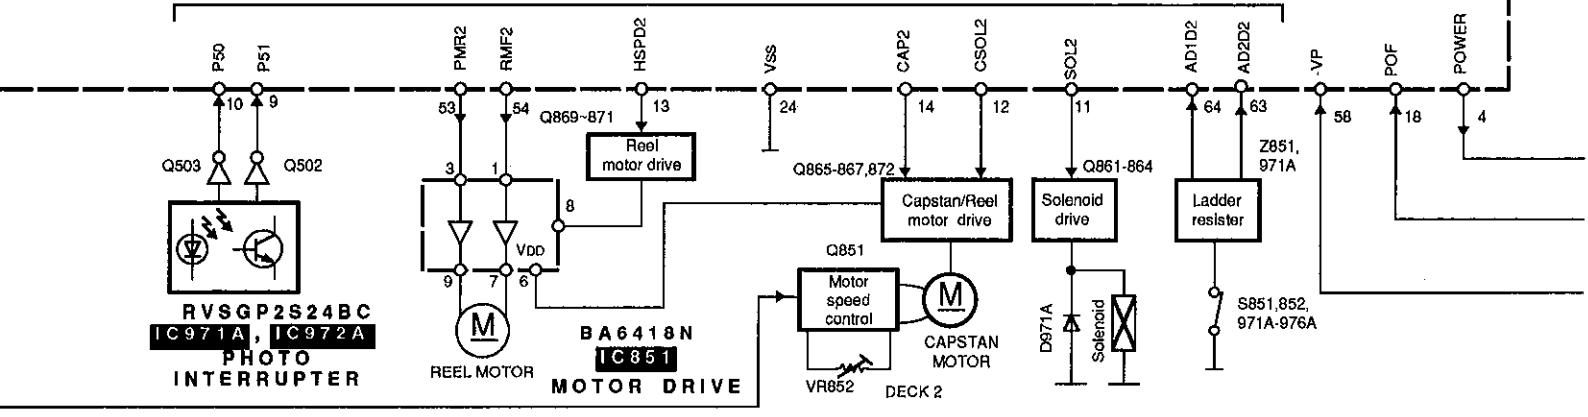 P50
P51
PMR2
RMF2
HSPD2
VSS
CAP2
CSOL2
SOL2
AD1D2
AD2D2
-VP
POF
POWER
10
9
53
54
13
24
14
12
11
64
63
58
18
4
Q869~871
Reel
motor drive
Q503
Q502
3
1
8
VDD
9
7
6
Q865-867,872
Capstan/Reel
motor drive
Q861-864
Solenoid
drive
Z851,
971A
Ladder
resister
Q851
Motor
speed
control
M
CAPSTAN
MOTOR
VR852
DECK 2
D971A
Solenoid
S851,852,
971A-976A
RVSGP2S24BC
IC971A, IC972A
PHOTO
INTERRUPTER
M
REEL MOTOR
BA6418N
IC851
MOTOR DRIVE